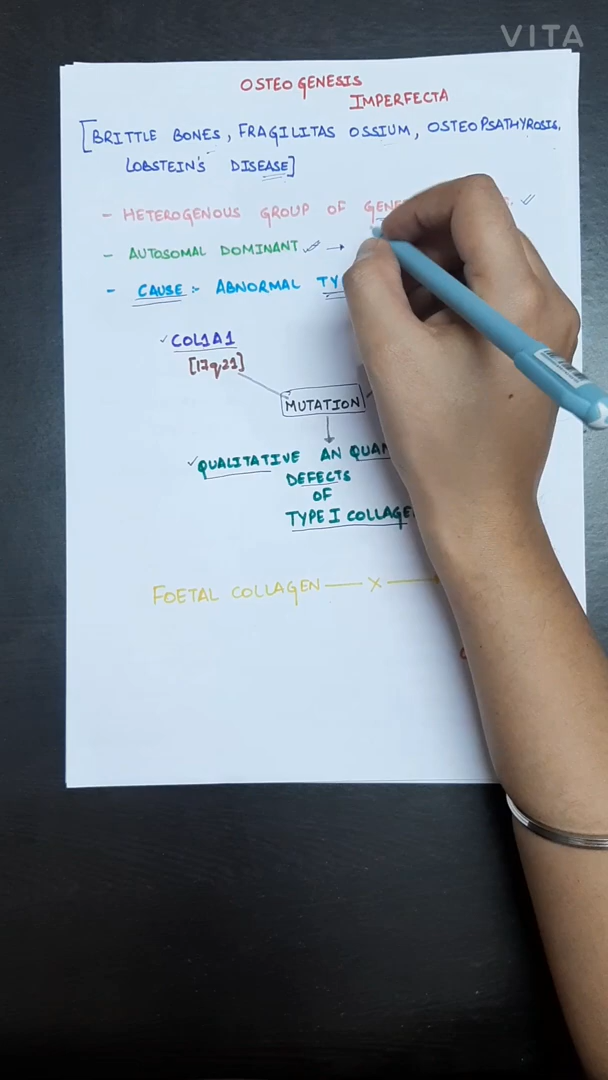 VITA
OSTEOGENESIS
IMPERFECTA
[BRITTLE BONES, FRAGILITAS OSSIUM, OSTEOPSATHYROSIS,
LOBSTEIN'S DISEASE]
- HETEROGENOUS GROUP OF
- AUTOSOMAL DOMINANT →
- CAUSE :- ABNORMAL
COL1A1
[17q21]
MUTATION
QUALITATIVE AN
DEFECTS
OF
TYPE I
FOETAL COLLAGEN — X →